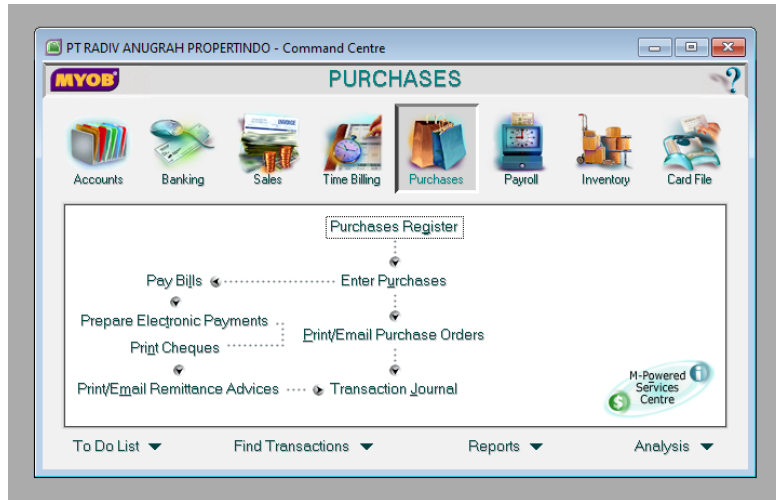 PT RADIV ANUGRAH PROPERTINDO - Command Centre
MYOB
PURCHASES
?
INVOICE
Accounts
Banking
Sales
Time Billing
Purchases
Payroll
Inventory
Card File
Purchases Register
Pay Bills
Enter Purchases
Prepare Electronic Payments
Print/Email Purchase Orders
Print Cheques
Print/Email Remittance Advices
Transaction Journal
M-Powered
Services
Centre
To Do List
Find Transactions
Reports
Analysis